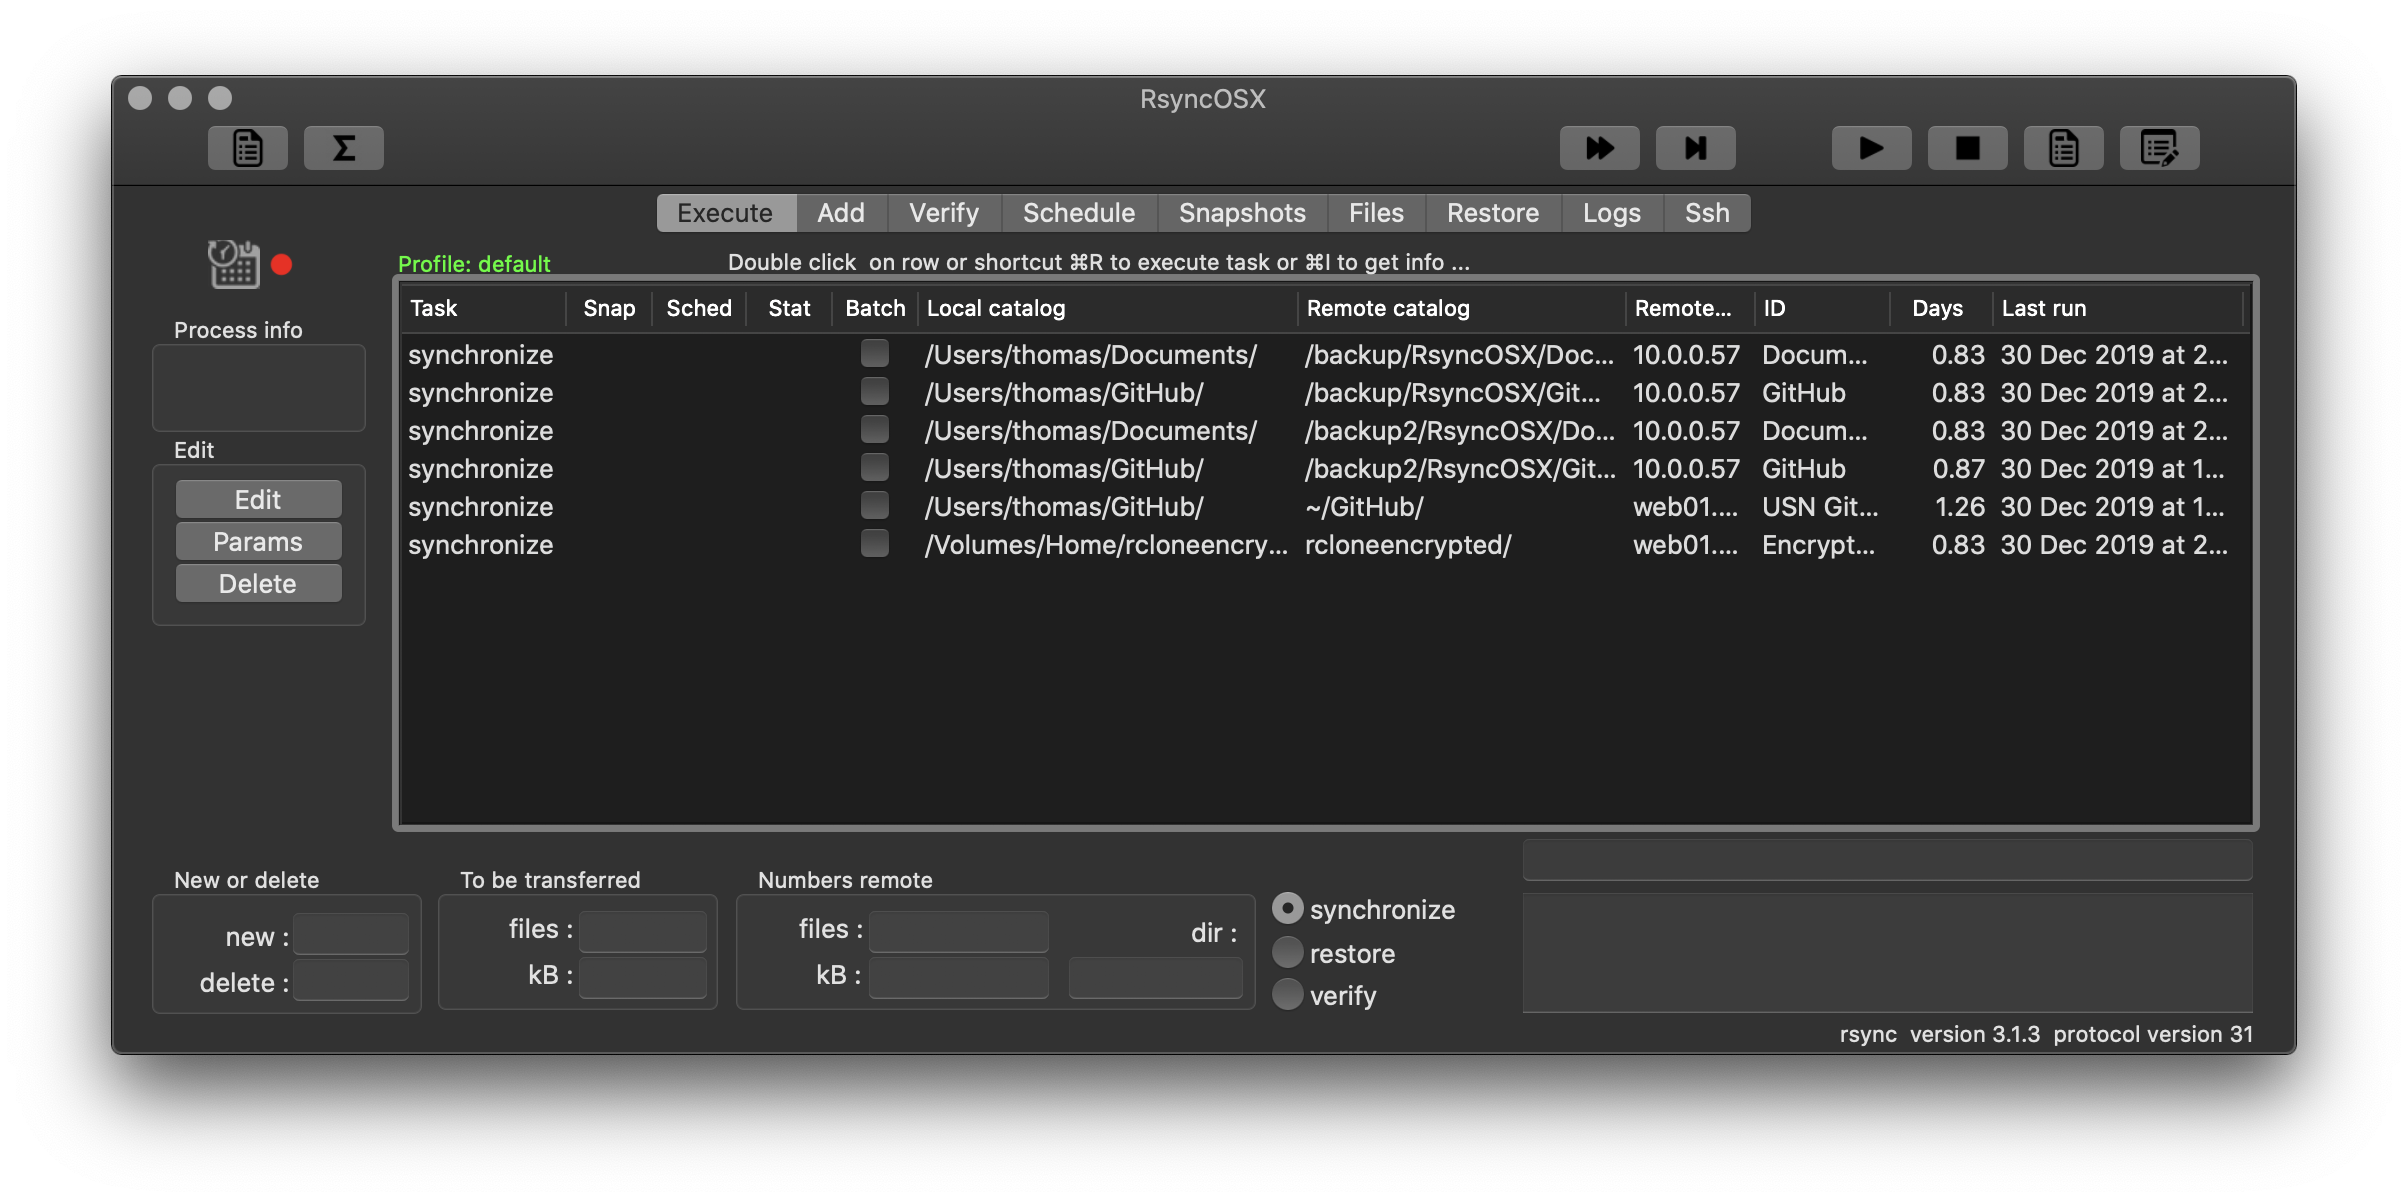 RsyncOSX
Σ
Execute Add Verify Schedule Snapshots Files Restore Logs Ssh
Profile: default
Double click  on row or shortcut ⌘R to execute task or ⌘I to get info ...
Task Snap Sched Stat Batch Local catalog Remote catalog Remote... ID Days Last run
synchronize /Users/thomas/Documents/ /backup/RsyncOSX/Doc... 10.0.0.57 Docum... 0.83 30 Dec 2019 at 2...
synchronize /Users/thomas/GitHub/ /backup/RsyncOSX/Git... 10.0.0.57 GitHub 0.83 30 Dec 2019 at 2...
synchronize /Users/thomas/Documents/ /backup2/RsyncOSX/Do... 10.0.0.57 Docum... 0.83 30 Dec 2019 at 2...
synchronize /Users/thomas/GitHub/ /backup2/RsyncOSX/Git... 10.0.0.57 GitHub 0.87 30 Dec 2019 at 1...
synchronize /Users/thomas/GitHub/ ~/GitHub/ web01.... USN Git... 1.26 30 Dec 2019 at 1...
synchronize /Volumes/Home/rcloneencry... rcloneencrypted/ web01.... Encrypt... 0.83 30 Dec 2019 at 2...
Process info
Edit
Edit
Params
Delete
New or delete
new :
delete :
To be transferred
files :
kB :
Numbers remote
files :
kB :
dir :
synchronize
restore
verify
rsync  version 3.1.3  protocol version 31